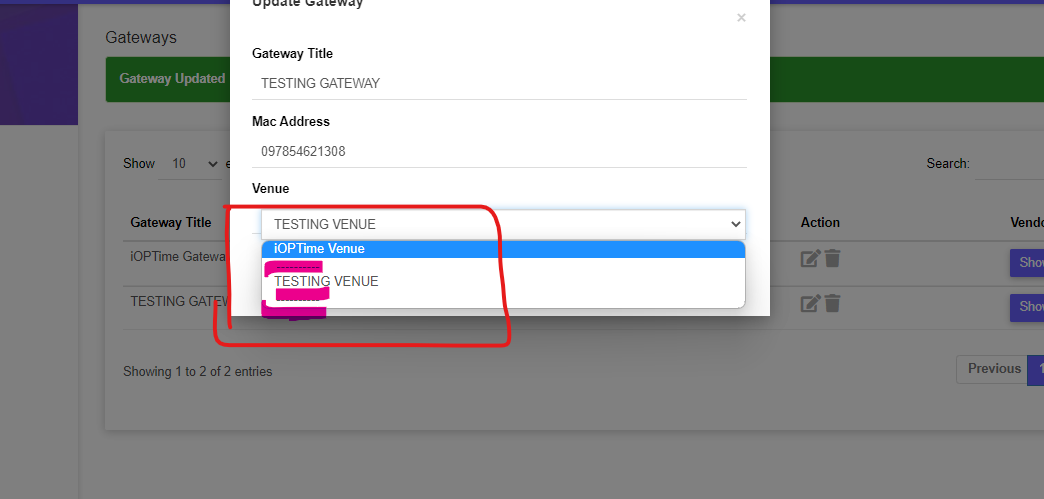 Update Gateway
×
Gateways
Gateway Title
Gateway Updated
TESTING GATEWAY
Mac Address
097854621308
Show 10 e
Search:
Venue
TESTING VENUE
Gateway Title
Action
Vendo
iOPTime Venue
iOPTime Gatewa
Sho
----------
TESTING VENUE
TESTING GATEW
----------
Sho
Showing 1 to 2 of 2 entries
Previous 1